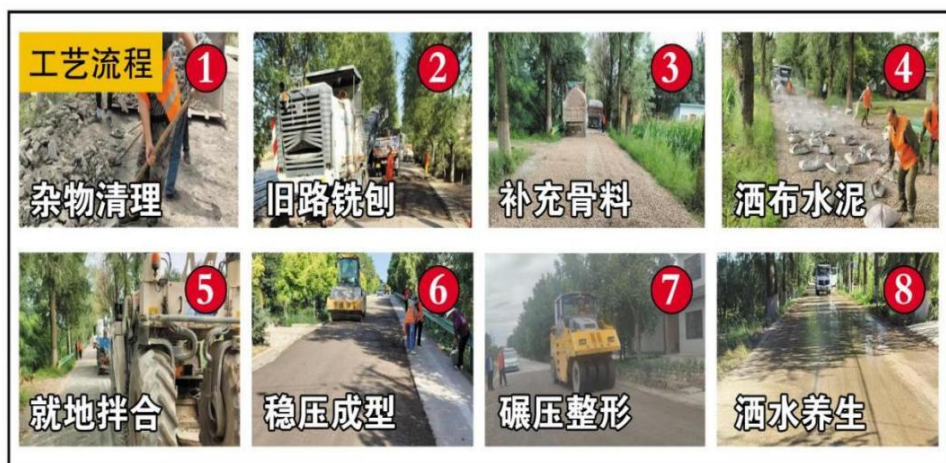 工艺流程
1
杂物清理
2
旧路铣刨
3
补充骨料
4
洒布水泥
5
就地拌合
6
稳压成型
7
碾压整形
8
洒水养生